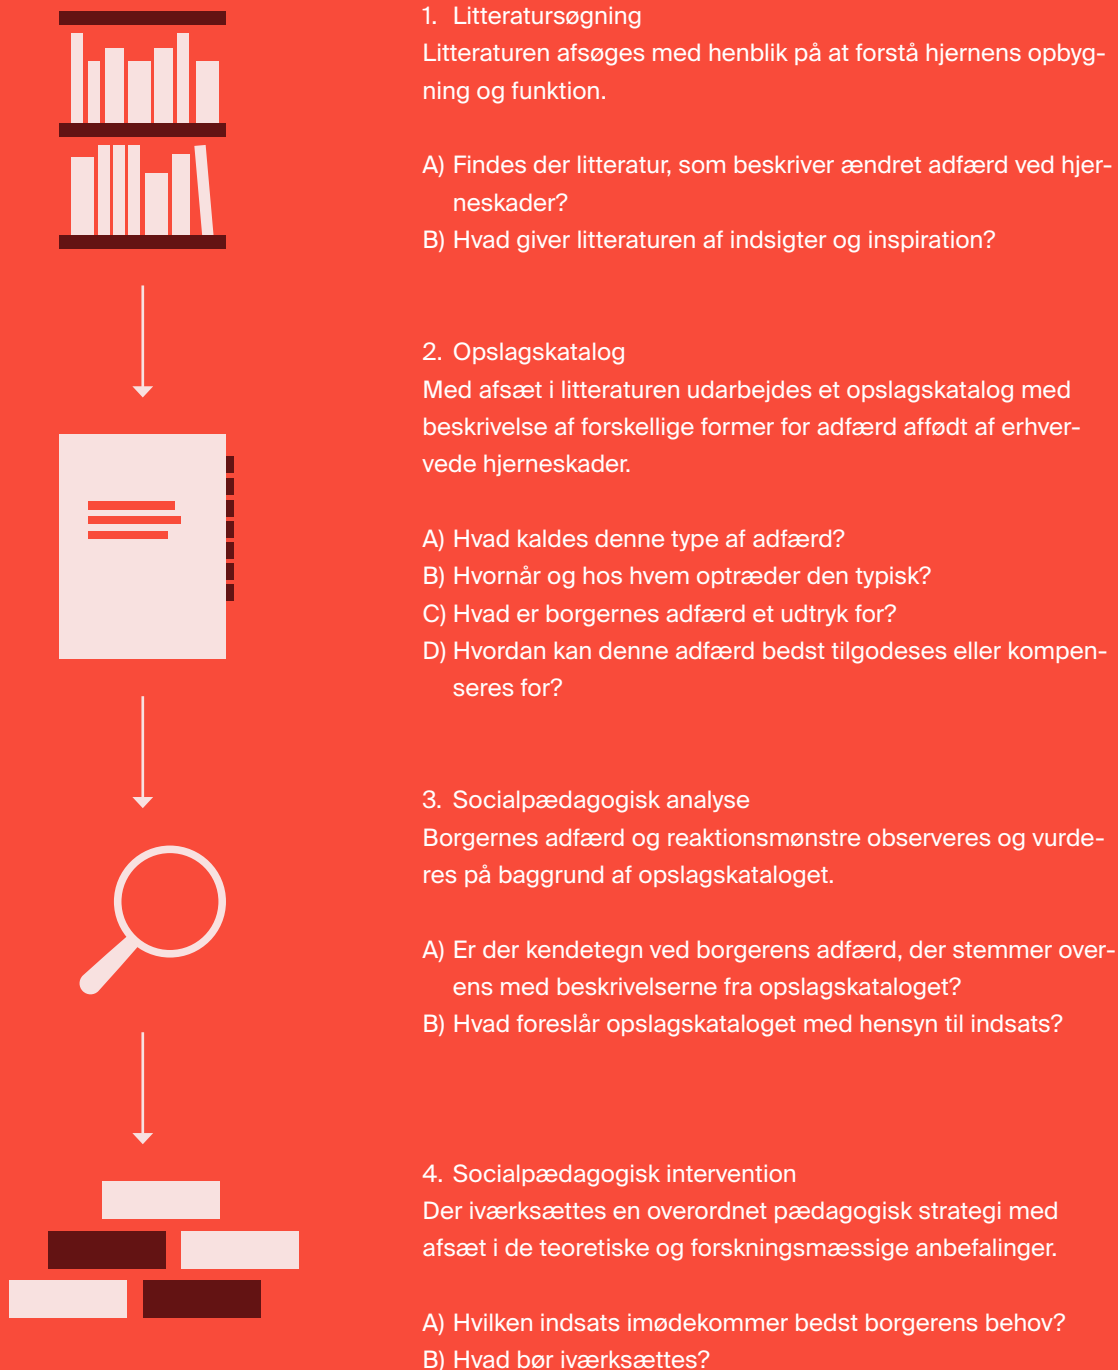 1. Litteratursøgning
Litteraturen afsøges med henblik på at forstå hjernens opbyg-
ning og funktion.
A) Findes der litteratur, som beskriver ændret adfærd ved hjer-
neskader?
B) Hvad giver litteraturen af indsigter og inspiration?
2. Opslagskatalog
Med afsæt i litteraturen udarbejdes et opslagskatalog med
beskrivelse af forskellige former for adfærd affødt af erhver-
vede hjerneskader.
A) Hvad kaldes denne type af adfærd?
B) Hvornår og hos hvem optræder den typisk?
C) Hvad er borgernes adfærd et udtryk for?
D) Hvordan kan denne adfærd bedst tilgodeses eller kompen-
seres for?
3. Socialpædagogisk analyse
Borgernes adfærd og reaktionsmønstre observeres og vurde-
res på baggrund af opslagskataloget.
A) Er der kendetegn ved borgerens adfærd, der stemmer over-
ens med beskrivelserne fra opslagskataloget?
B) Hvad foreslår opslagskataloget med hensyn til indsats?
4. Socialpædagogisk intervention
Der iværksættes en overordnet pædagogisk strategi med
afsæt i de teoretiske og forskningsmæssige anbefalinger.
A) Hvilken indsats imødekommer bedst borgerens behov?
B) Hvad bør iværksættes?